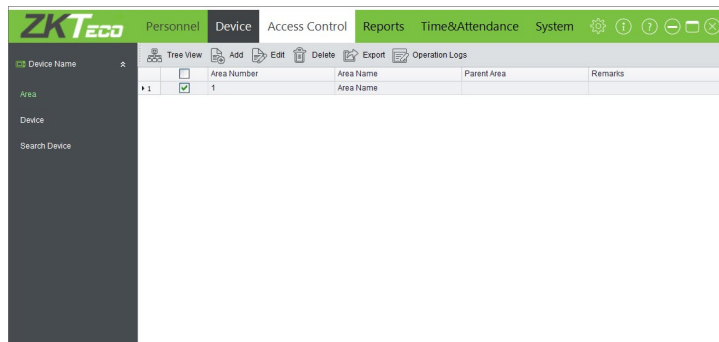 ZKTeco Personnel Device Access Control Reports Time&Attendance System
Device Name
Area
Device
Search Device
Tree View Add Edit Delete Export Operation Logs
Area Number Area Name Parent Area Remarks
1 1 Area Name